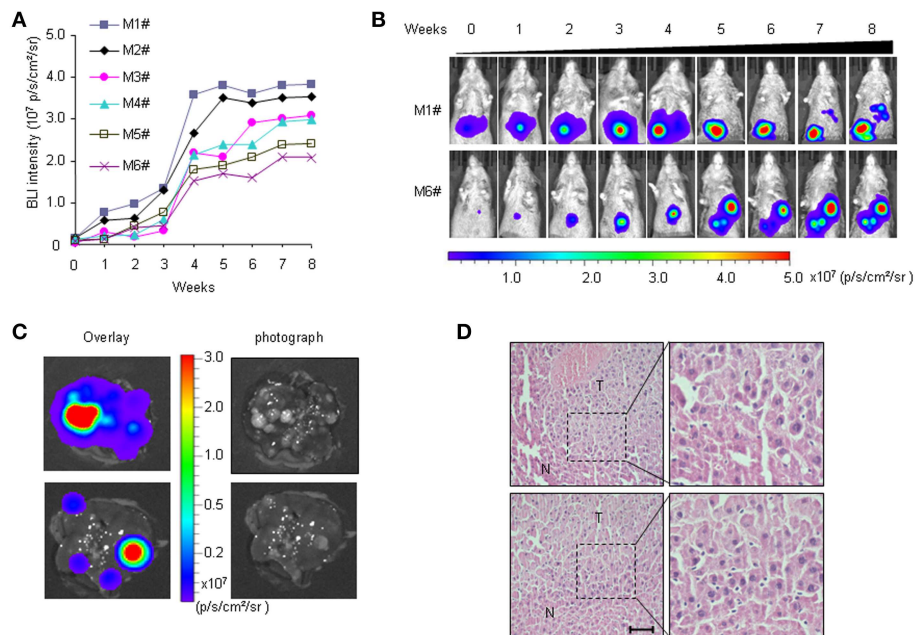 A
M1#
M2#
M3#
M4#
M5#
M6#
BLI intensity (10⁷ p/s/cm²/sr)
5.0
4.0
3.0
2.0
1.0
0
0 1 2 3 4 5 6 7 8
Weeks
B
Weeks 0 1 2 3 4 5 6 7 8
M1#
M6#
1.0 2.0 3.0 4.0 5.0 x10⁷ (p/s/cm²/sr)
C
Overlay photograph
3.0
2.0
1.0
0.5
0.2
x10⁷
(p/s/cm²/sr)
D
T
N
T
N